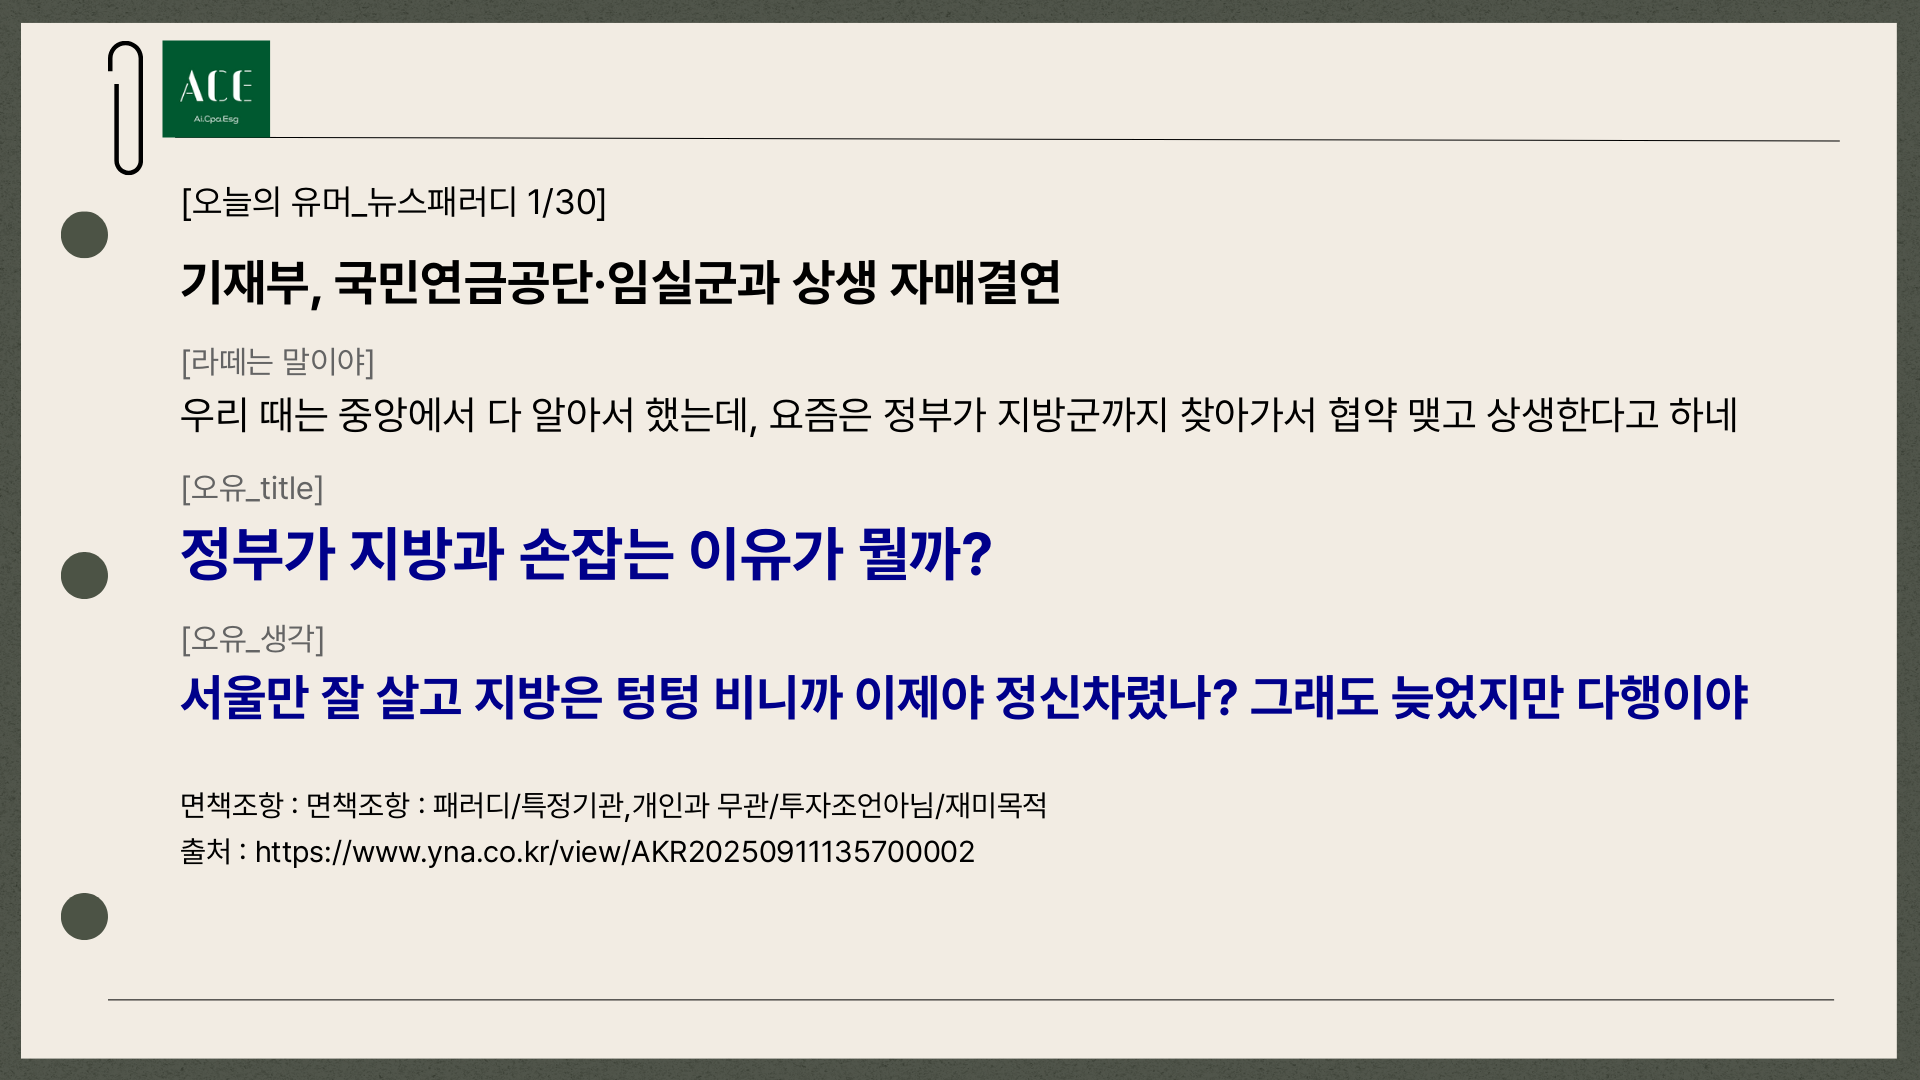 ACE
Ai.Cpa.Esg
[오늘의 유머_뉴스패러디 1/30]
기재부, 국민연금공단·임실군과 상생 자매결연
[라떼는 말이야]
우리 때는 중앙에서 다 알아서 했는데, 요즘은 정부가 지방군까지 찾아가서 협약 맺고 상생한다고 하네
[오유_title]
정부가 지방과 손잡는 이유가 뭘까?
[오유_생각]
서울만 잘 살고 지방은 텅텅 비니까 이제야 정신차렸나? 그래도 늦었지만 다행이야
면책조항 : 면책조항 : 패러디/특정기관,개인과 무관/투자조언아님/재미목적
출처 : https://www.yna.co.kr/view/AKR20250911135700002